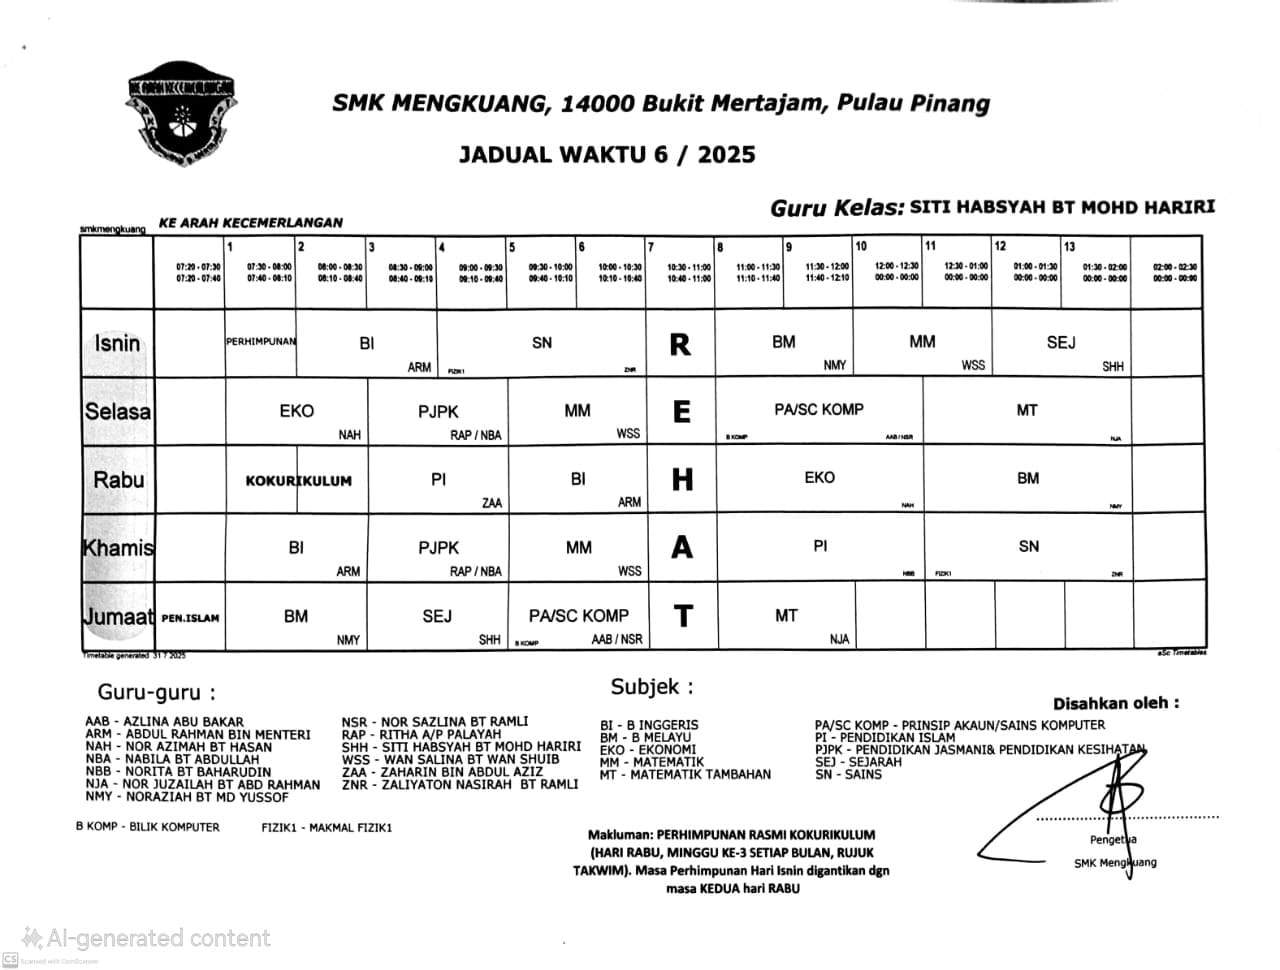 KE ARAH KECEMERLANGAN
SMK MENGKUANG, 14000 Bukit Mertajam, Pulau Pinang
JADUAL WAKTU 6 / 2025
Guru Kelas: SITI HABSYAH BT MOHD HARIRI
smkmengkuang KE ARAH KECEMERLANGAN
1 2 3 4 5 6 7 8 9 10 11 12 13
07:20 - 07:30 07:30 - 08:00 08:00 - 08:30 08:30 - 09:00 09:00 - 09:30 09:30 - 10:00 10:00 - 10:30 10:30 - 11:00 11:00 - 11:30 11:30 - 12:00 12:00 - 12:30 12:30 - 01:00 01:00 - 01:30 01:30 - 02:00 02:00 - 02:30
07:20 - 07:40 07:40 - 08:10 08:10 - 08:40 08:40 - 09:10 09:10 - 09:40 09:40 - 10:10 10:10 - 10:40 10:40 - 11:00 11:10 - 11:40 11:40 - 12:10 00:00 - 00:00 00:00 - 00:00 00:00 - 00:00 00:00 - 00:00 00:00 - 00:00
Isnin PERHIMPUNAN BI SN R BM MM SEJ
ARM FIZIK1 ZNR NMY WSS SHH
Selasa EKO PJPK MM E PA/SC KOMP MT
NAH RAP / NBA WSS B KOMP AAB / NSR NJA
Rabu KOKURIKULUM PI BI H EKO BM
ZAA ARM NAH NMY
Khamis BI PJPK MM A PI SN
ARM RAP / NBA WSS NBB FIZIK1 ZNR
Jumaat PEN.ISLAM BM SEJ PA/SC KOMP T MT
NMY SHH B KOMP AAB / NSR NJA
Timetable generated 31 7 2025 aSc Timetables
Guru-guru :
AAB - AZLINA ABU BAKAR
ARM - ABDUL RAHMAN BIN MENTERI
NAH - NOR AZIMAH BT HASAN
NBA - NABILA BT ABDULLAH
NBB - NORITA BT BAHARUDIN
NJA - NOR JUZAILAH BT ABD RAHMAN
NMY - NORAZIAH BT MD YUSSOF
NSR - NOR SAZLINA BT RAMLI
RAP - RITHA A/P PALAYAH
SHH - SITI HABSYAH BT MOHD HARIRI
WSS - WAN SALINA BT WAN SHUIB
ZAA - ZAHARIN BIN ABDUL AZIZ
ZNR - ZALIYATON NASIRAH BT RAMLI
B KOMP - BILIK KOMPUTER FIZIK1 - MAKMAL FIZIK1
Subjek :
BI - B INGGERIS
BM - B MELAYU
EKO - EKONOMI
MM - MATEMATIK
MT - MATEMATIK TAMBAHAN
PA/SC KOMP - PRINSIP AKAUN/SAINS KOMPUTER
PI - PENDIDIKAN ISLAM
PJPK - PENDIDIKAN JASMANI& PENDIDIKAN KESIHATAN
SEJ - SEJARAH
SN - SAINS
Disahkan oleh :
Pengetua
SMK Mengkuang
Makluman: PERHIMPUNAN RASMI KOKURIKULUM
(HARI RABU, MINGGU KE-3 SETIAP BULAN, RUJUK
TAKWIM). Masa Perhimpunan Hari Isnin digantikan dgn
masa KEDUA hari RABU
AI-generated content
CS Scanned with CamScanner